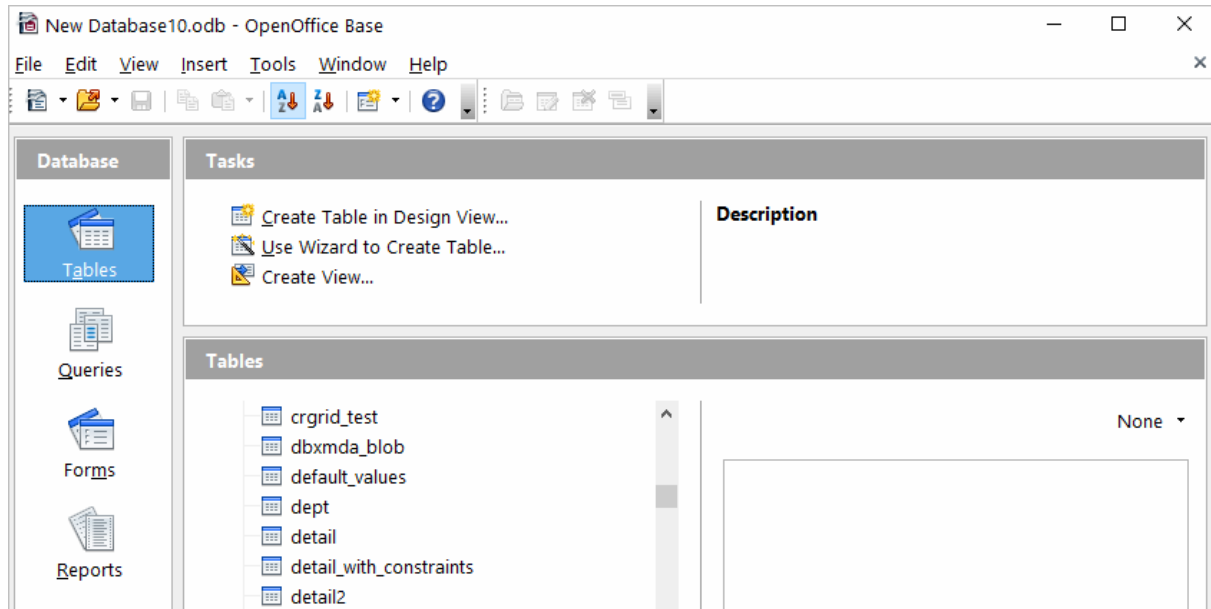 New Database10.odb - OpenOffice Base
File Edit View Insert Tools Window Help
Database
Tables
Queries
Forms
Reports
Tasks
Create Table in Design View...
Use Wizard to Create Table...
Create View...
Description
Tables
crgrid_test
dbxmda_blob
default_values
dept
detail
detail_with_constraints
detail2
None